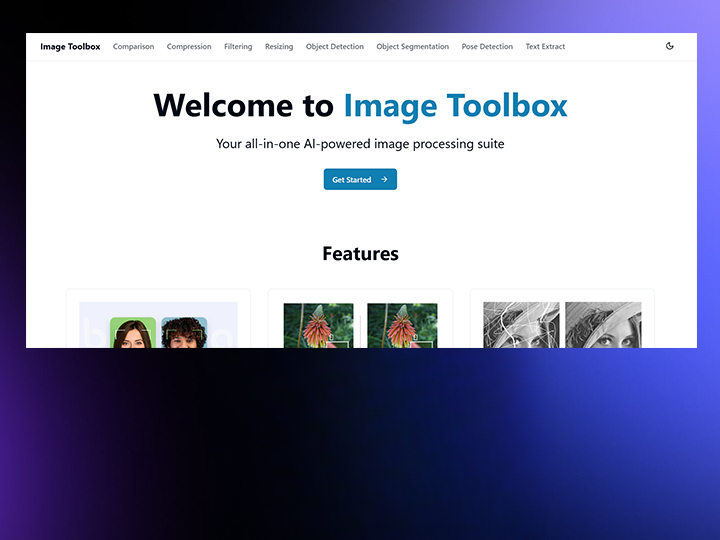 Image Toolbox Comparison Compression Filtering Resizing Object Detection Object Segmentation Pose Detection Text Extract
Welcome to Image Toolbox
Your all-in-one AI-powered image processing suite
Get Started
Features